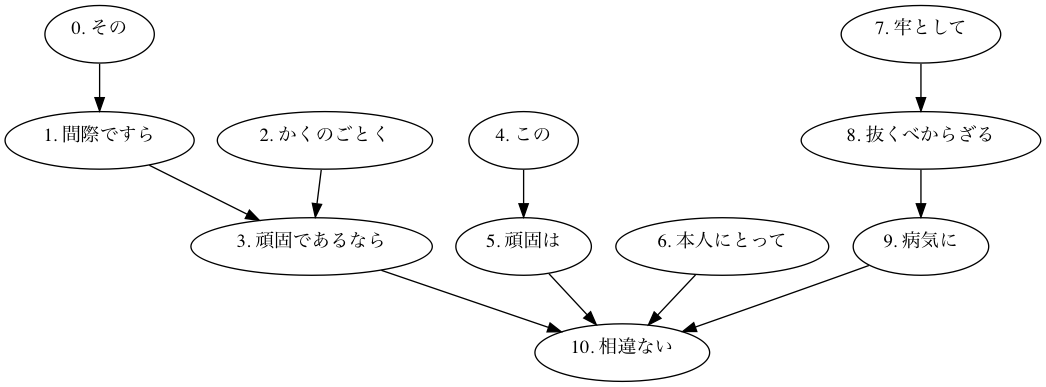 0. その
7. 牢として
1. 間際ですら
2. かくのごとく
4. この
8. 抜くべからざる
3. 頑固であるなら
5. 頑固は
6. 本人にとって
9. 病気に
10. 相違ない